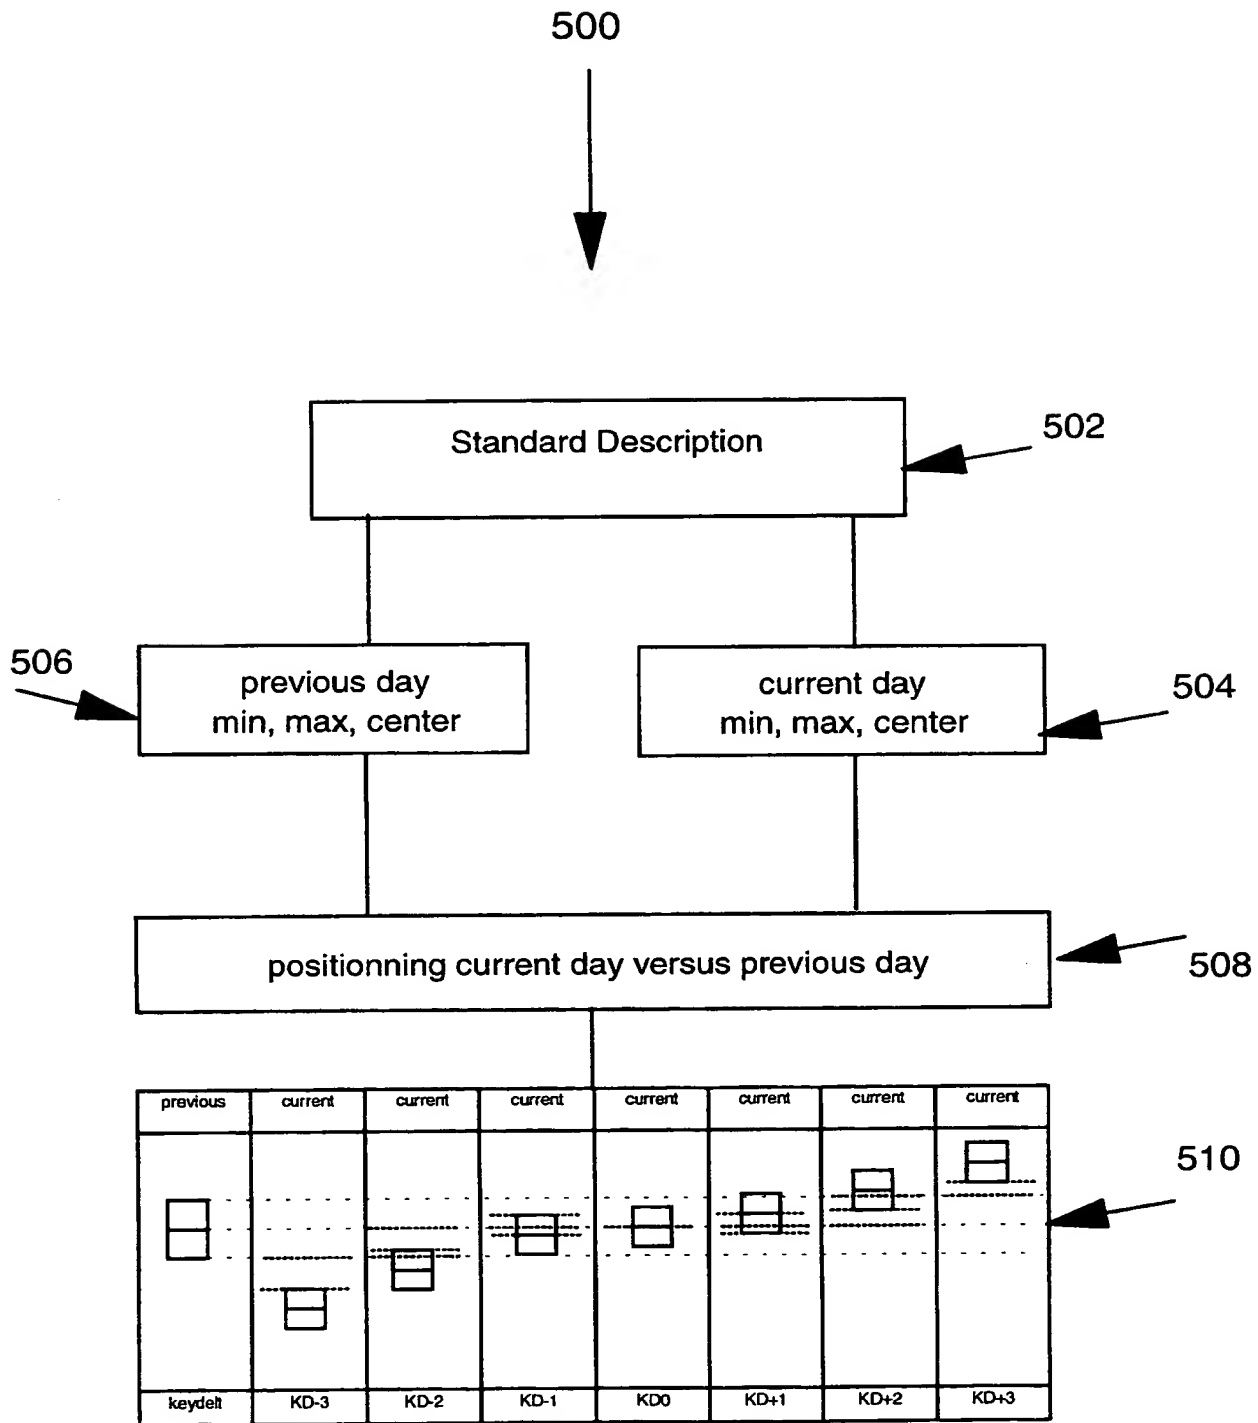 500
Standard Description
502
506
previous day
min, max, center
current day
min, max, center
504
positionning current day versus previous day
508
previous current current current current current current current
510
keydelt KD-3 KD-2 KD-1 KD0 KD+1 KD+2 KD+3